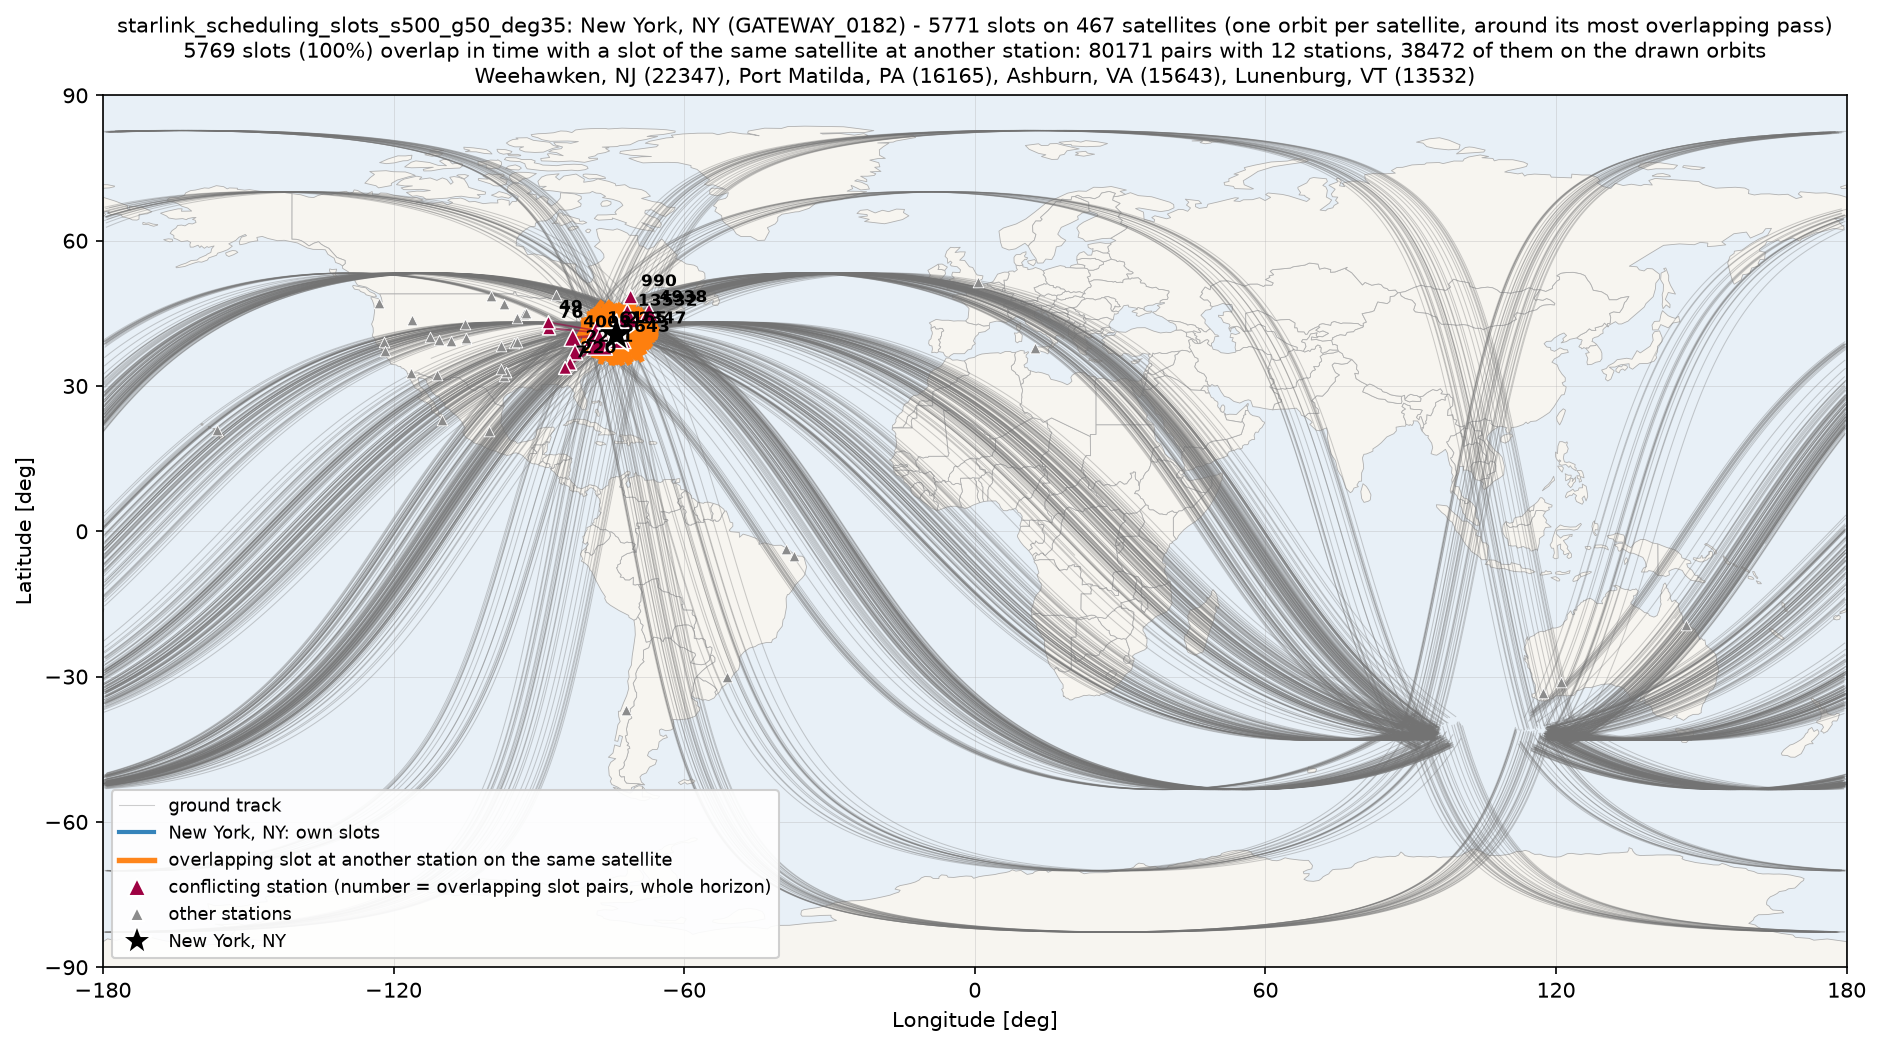 starlink_scheduling_slots_s500_g50_deg35: New York, NY (GATEWAY_0182) - 5771 slots on 467 satellites (one orbit per satellite, around its most overlapping pass)
5769 slots (100%) overlap in time with a slot of the same satellite at another station: 80171 pairs with 12 stations, 38472 of them on the drawn orbits
Weehawken, NJ (22347), Port Matilda, PA (16165), Ashburn, VA (15643), Lunenburg, VT (13532)
90
60
30
0
−30
−60
−90
Latitude [deg]
990
4938
13532
49
76
ground track
New York, NY: own slots
overlapping slot at another station on the same satellite
conflicting station (number = overlapping slot pairs, whole horizon)
other stations
New York, NY
−180
−120
−60
0
60
120
180
Longitude [deg]